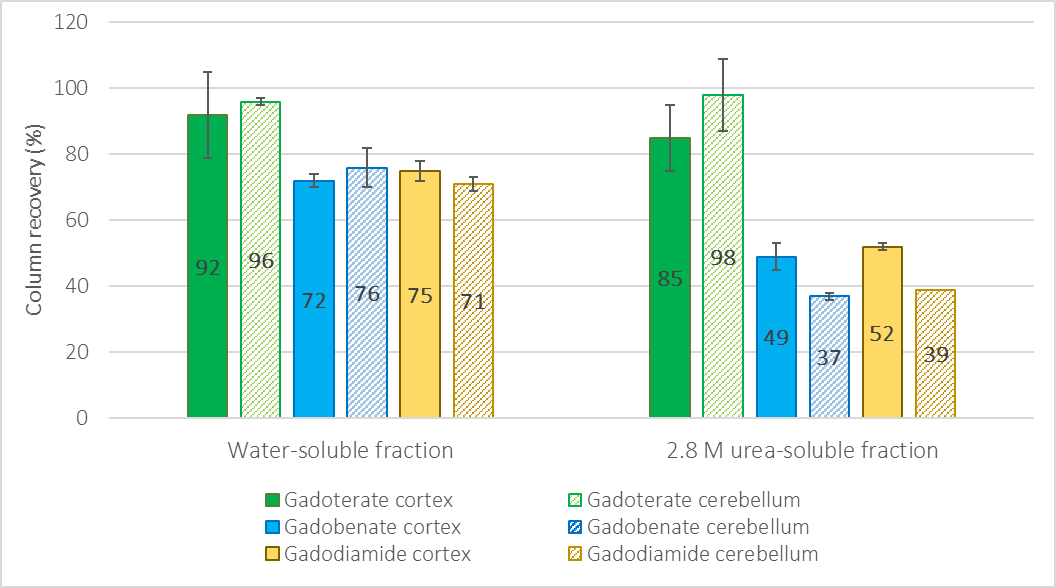 120
100
80
60
40
20
0
Column recovery (%)
92 96 72 76 75 71 85 98 49 37 52 39
Water-soluble fraction 2.8 M urea-soluble fraction
Gadoterate cortex Gadoterate cerebellum
Gadobenate cortex Gadobenate cerebellum
Gadodiamide cortex Gadodiamide cerebellum